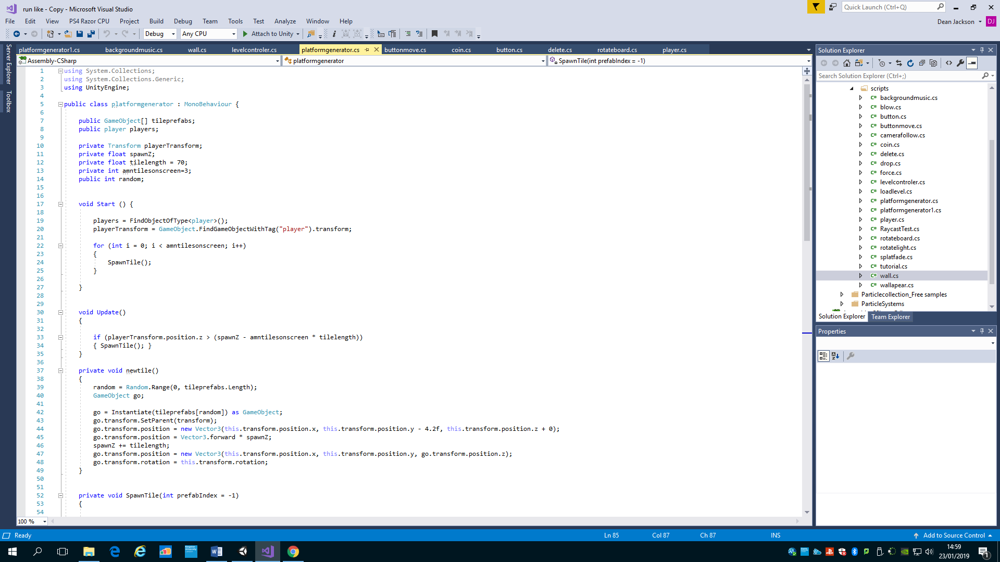 run like - Copy - Microsoft Visual Studio
Quick Launch (Ctrl+Q)
File Edit View PS4 Razor CPU Project Build Debug Team Tools Test Analyze Window Help
Dean Jackson DJ
Debug Any CPU Attach to Unity
Server Explorer
Toolbox
platformgenerator1.cs backgroundmusic.cs wall.cs levelcontroler.cs platformgenerator.cs buttonmove.cs coin.cs button.cs delete.cs rotateboard.cs player.cs
Assembly-CSharp platformgenerator SpawnTile(int prefabIndex = -1)
1 using System.Collections;
2 using System.Collections.Generic;
3 using UnityEngine;
4
5 public class platformgenerator : MonoBehaviour {
6
7 public GameObject[] tileprefabs;
8 public player players;
9
10 private Transform playerTransform;
11 private float spawnZ;
12 private float tilelength = 70;
13 private int amntilesonscreen=3;
14 public int random;
15
16
17 void Start () {
18
19 players = FindObjectOfType<player>();
20 playerTransform = GameObject.FindGameObjectWithTag("player").transform;
21
22 for (int i = 0; i < amntilesonscreen; i++)
23 {
24 SpawnTile();
25 }
26
27 }
28
29
30 void Update()
31 {
32
33 if (playerTransform.position.z > (spawnZ - amntilesonscreen * tilelength))
34 { SpawnTile(); }
35 }
36
37 private void newtile()
38 {
39 random = Random.Range(0, tileprefabs.Length);
40 GameObject go;
41
42 go = Instantiate(tileprefabs[random]) as GameObject;
43 go.transform.SetParent(transform);
44 go.transform.position = new Vector3(this.transform.position.x, this.transform.position.y - 4.2f, this.transform.position.z + 0);
45 go.transform.position = Vector3.forward * spawnZ;
46 spawnZ += tilelength;
47 go.transform.position = new Vector3(this.transform.position.x, this.transform.position.y, go.transform.position.z);
48 go.transform.rotation = this.transform.rotation;
49 }
50
51
52 private void SpawnTile(int prefabIndex = -1)
53 {
54
100 %
Solution Explorer
Search Solution Explorer (Ctrl+;)
scripts
C# backgroundmusic.cs
C# blow.cs
C# button.cs
C# buttonmove.cs
C# camerafollow.cs
C# coin.cs
C# delete.cs
C# drop.cs
C# force.cs
C# levelcontroler.cs
C# loadlevel.cs
C# platformgenerator.cs
C# platformgenerator1.cs
C# player.cs
C# RaycastTest.cs
C# rotateboard.cs
C# rotatelight.cs
C# splatfade.cs
C# tutorial.cs
C# wall.cs
C# wallapear.cs
Particlecollection_Free samples
ParticleSystems
Solution Explorer Team Explorer
Properties
Ready Ln 85 Col 87 Ch 87 INS Add to Source Control
14:59
23/01/2019
1